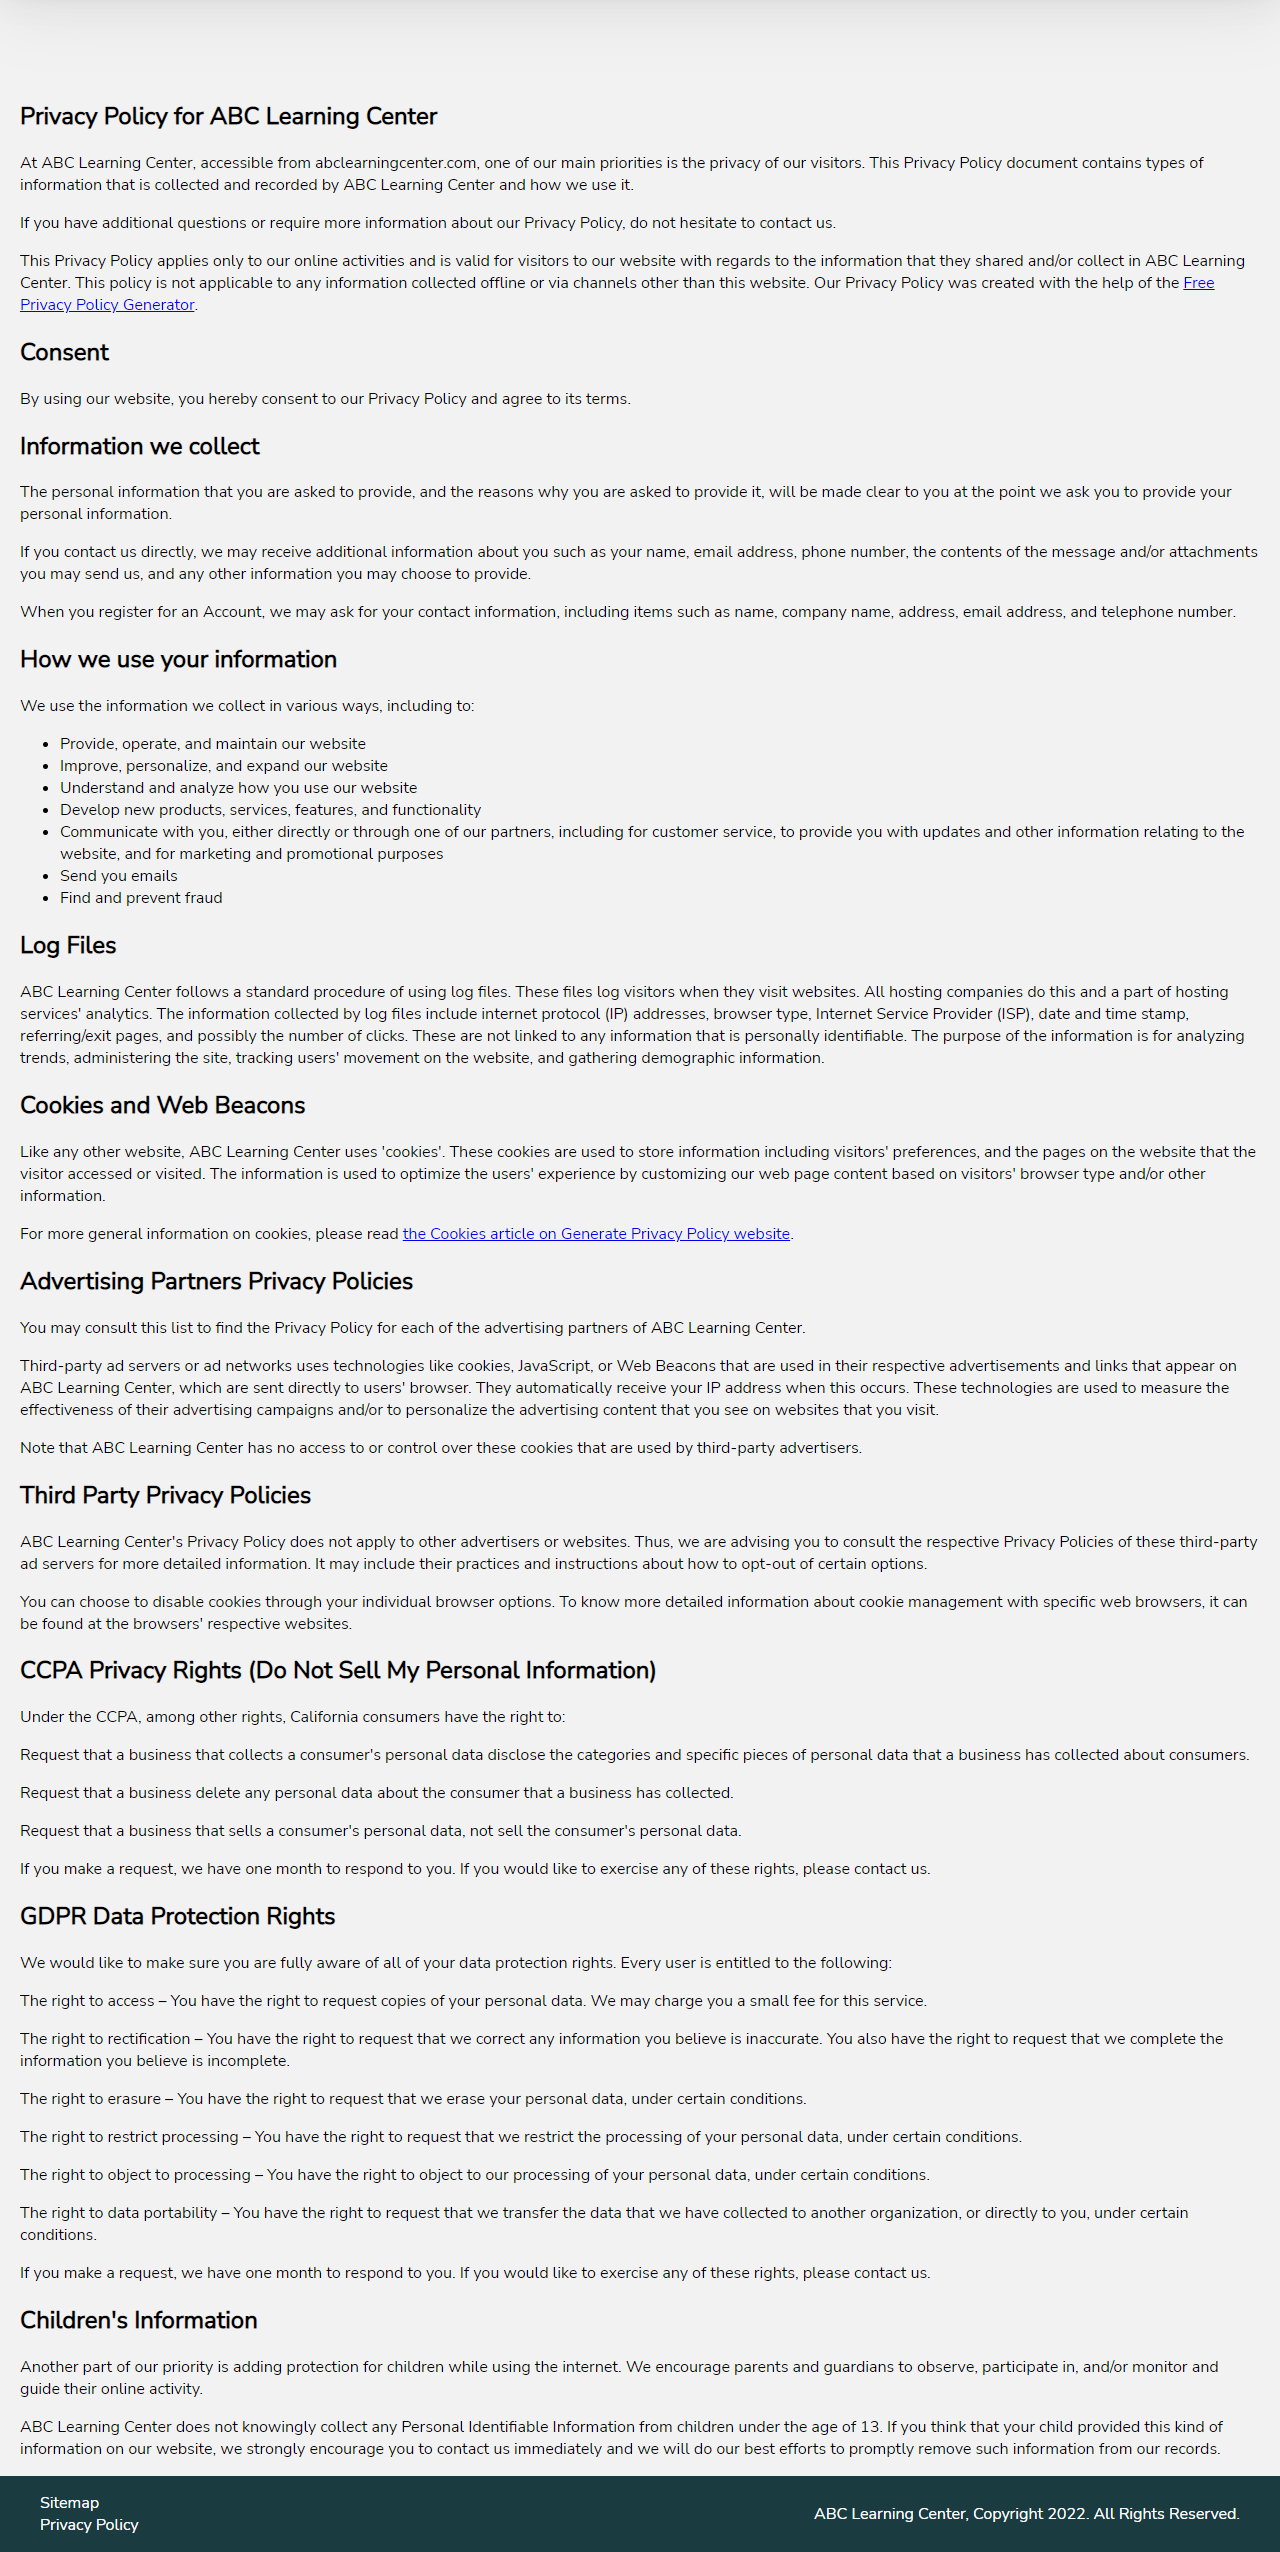 Privacy Policy for ABC Learning Center
At ABC Learning Center, accessible from abclearningcenter.com, one of our main priorities is the privacy of our visitors. This Privacy Policy document contains types of
information that is collected and recorded by ABC Learning Center and how we use it.
If you have additional questions or require more information about our Privacy Policy, do not hesitate to contact us.
This Privacy Policy applies only to our online activities and is valid for visitors to our website with regards to the information that they shared and/or collect in ABC Learning
Center. This policy is not applicable to any information collected offline or via channels other than this website. Our Privacy Policy was created with the help of the Free
Privacy Policy Generator.
Consent
By using our website, you hereby consent to our Privacy Policy and agree to its terms.
Information we collect
The personal information that you are asked to provide, and the reasons why you are asked to provide it, will be made clear to you at the point we ask you to provide your
personal information.
If you contact us directly, we may receive additional information about you such as your name, email address, phone number, the contents of the message and/or attachments
you may send us, and any other information you may choose to provide.
When you register for an Account, we may ask for your contact information, including items such as name, company name, address, email address, and telephone number.
How we use your information
We use the information we collect in various ways, including to:
• Provide, operate, and maintain our website
• Improve, personalize, and expand our website
• Understand and analyze how you use our website
• Develop new products, services, features, and functionality
• Communicate with you, either directly or through one of our partners, including for customer service, to provide you with updates and other information relating to the
website, and for marketing and promotional purposes
• Send you emails
• Find and prevent fraud
Log Files
ABC Learning Center follows a standard procedure of using log files. These files log visitors when they visit websites. All hosting companies do this and a part of hosting
services' analytics. The information collected by log files include internet protocol (IP) addresses, browser type, Internet Service Provider (ISP), date and time stamp,
referring/exit pages, and possibly the number of clicks. These are not linked to any information that is personally identifiable. The purpose of the information is for analyzing
trends, administering the site, tracking users' movement on the website, and gathering demographic information.
Cookies and Web Beacons
Like any other website, ABC Learning Center uses 'cookies'. These cookies are used to store information including visitors' preferences, and the pages on the website that the
visitor accessed or visited. The information is used to optimize the users' experience by customizing our web page content based on visitors' browser type and/or other
information.
For more general information on cookies, please read the Cookies article on Generate Privacy Policy website.
Advertising Partners Privacy Policies
You may consult this list to find the Privacy Policy for each of the advertising partners of ABC Learning Center.
Third-party ad servers or ad networks uses technologies like cookies, JavaScript, or Web Beacons that are used in their respective advertisements and links that appear on
ABC Learning Center, which are sent directly to users' browser. They automatically receive your IP address when this occurs. These technologies are used to measure the
effectiveness of their advertising campaigns and/or to personalize the advertising content that you see on websites that you visit.
Note that ABC Learning Center has no access to or control over these cookies that are used by third-party advertisers.
Third Party Privacy Policies
ABC Learning Center's Privacy Policy does not apply to other advertisers or websites. Thus, we are advising you to consult the respective Privacy Policies of these third-party
ad servers for more detailed information. It may include their practices and instructions about how to opt-out of certain options.
You can choose to disable cookies through your individual browser options. To know more detailed information about cookie management with specific web browsers, it can
be found at the browsers' respective websites.
CCPA Privacy Rights (Do Not Sell My Personal Information)
Under the CCPA, among other rights, California consumers have the right to:
Request that a business that collects a consumer's personal data disclose the categories and specific pieces of personal data that a business has collected about consumers.
Request that a business delete any personal data about the consumer that a business has collected.
Request that a business that sells a consumer's personal data, not sell the consumer's personal data.
If you make a request, we have one month to respond to you. If you would like to exercise any of these rights, please contact us.
GDPR Data Protection Rights
We would like to make sure you are fully aware of all of your data protection rights. Every user is entitled to the following:
The right to access – You have the right to request copies of your personal data. We may charge you a small fee for this service.
The right to rectification – You have the right to request that we correct any information you believe is inaccurate. You also have the right to request that we complete the
information you believe is incomplete.
The right to erasure – You have the right to request that we erase your personal data, under certain conditions.
The right to restrict processing – You have the right to request that we restrict the processing of your personal data, under certain conditions.
The right to object to processing – You have the right to object to our processing of your personal data, under certain conditions.
The right to data portability – You have the right to request that we transfer the data that we have collected to another organization, or directly to you, under certain
conditions.
If you make a request, we have one month to respond to you. If you would like to exercise any of these rights, please contact us.
Children's Information
Another part of our priority is adding protection for children while using the internet. We encourage parents and guardians to observe, participate in, and/or monitor and
guide their online activity.
ABC Learning Center does not knowingly collect any Personal Identifiable Information from children under the age of 13. If you think that your child provided this kind of
information on our website, we strongly encourage you to contact us immediately and we will do our best efforts to promptly remove such information from our records.
Sitemap
Privacy Policy
ABC Learning Center, Copyright 2022. All Rights Reserved.